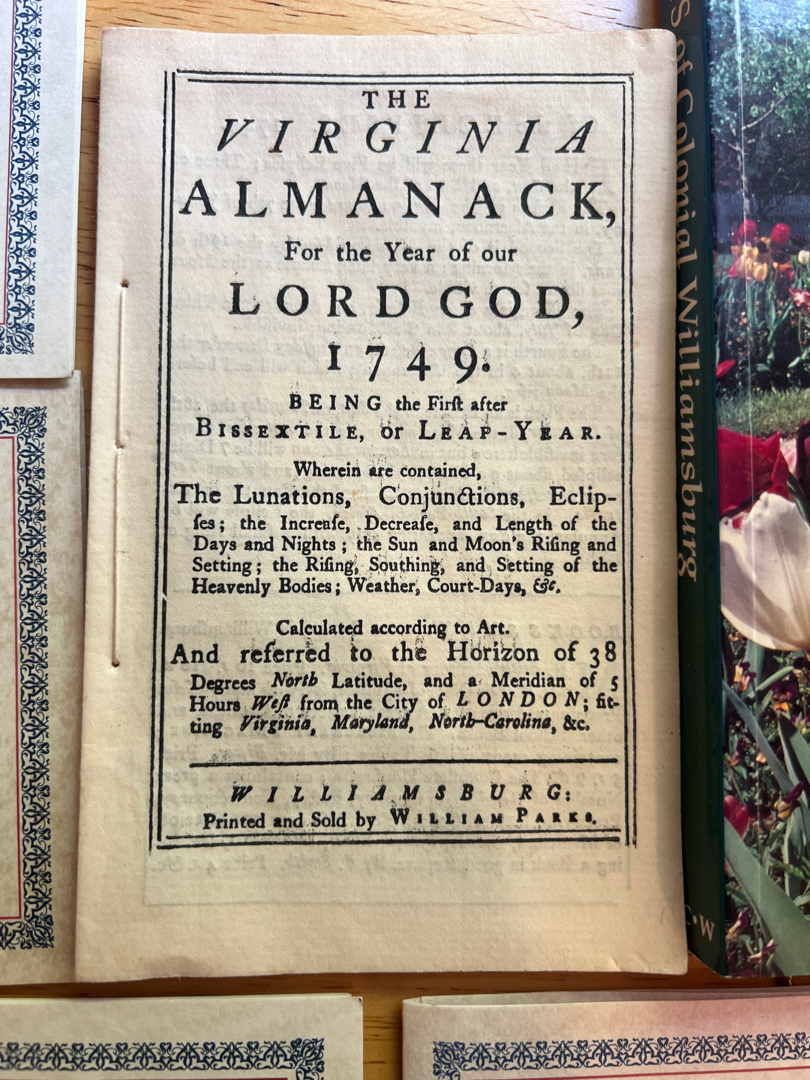 THE
VIRGINIA
ALMANACK,
For the Year of our
LORD GOD,
1749.
BEING the Firſt after
BISSEXTILE, or LEAP-YEAR.
Wherein are contained,
The Lunations, Conjunctions, Eclip-
ſes; the Increaſe, Decreaſe, and Length of the
Days and Nights; the Sun and Moon's Riſing and
Setting; the Riſing, Southing, and Setting of the
Heavenly Bodies; Weather, Court-Days, &c.
Calculated according to Art.
And referred to the Horizon of 38
Degrees North Latitude, and a Meridian of 5
Hours Weſt from the City of LONDON; fit-
ting Virginia, Maryland, North-Carolina, &c.
WILLIAMSBURG:
Printed and Sold by WILLIAM PARKS.
of Colonial Williamsburg